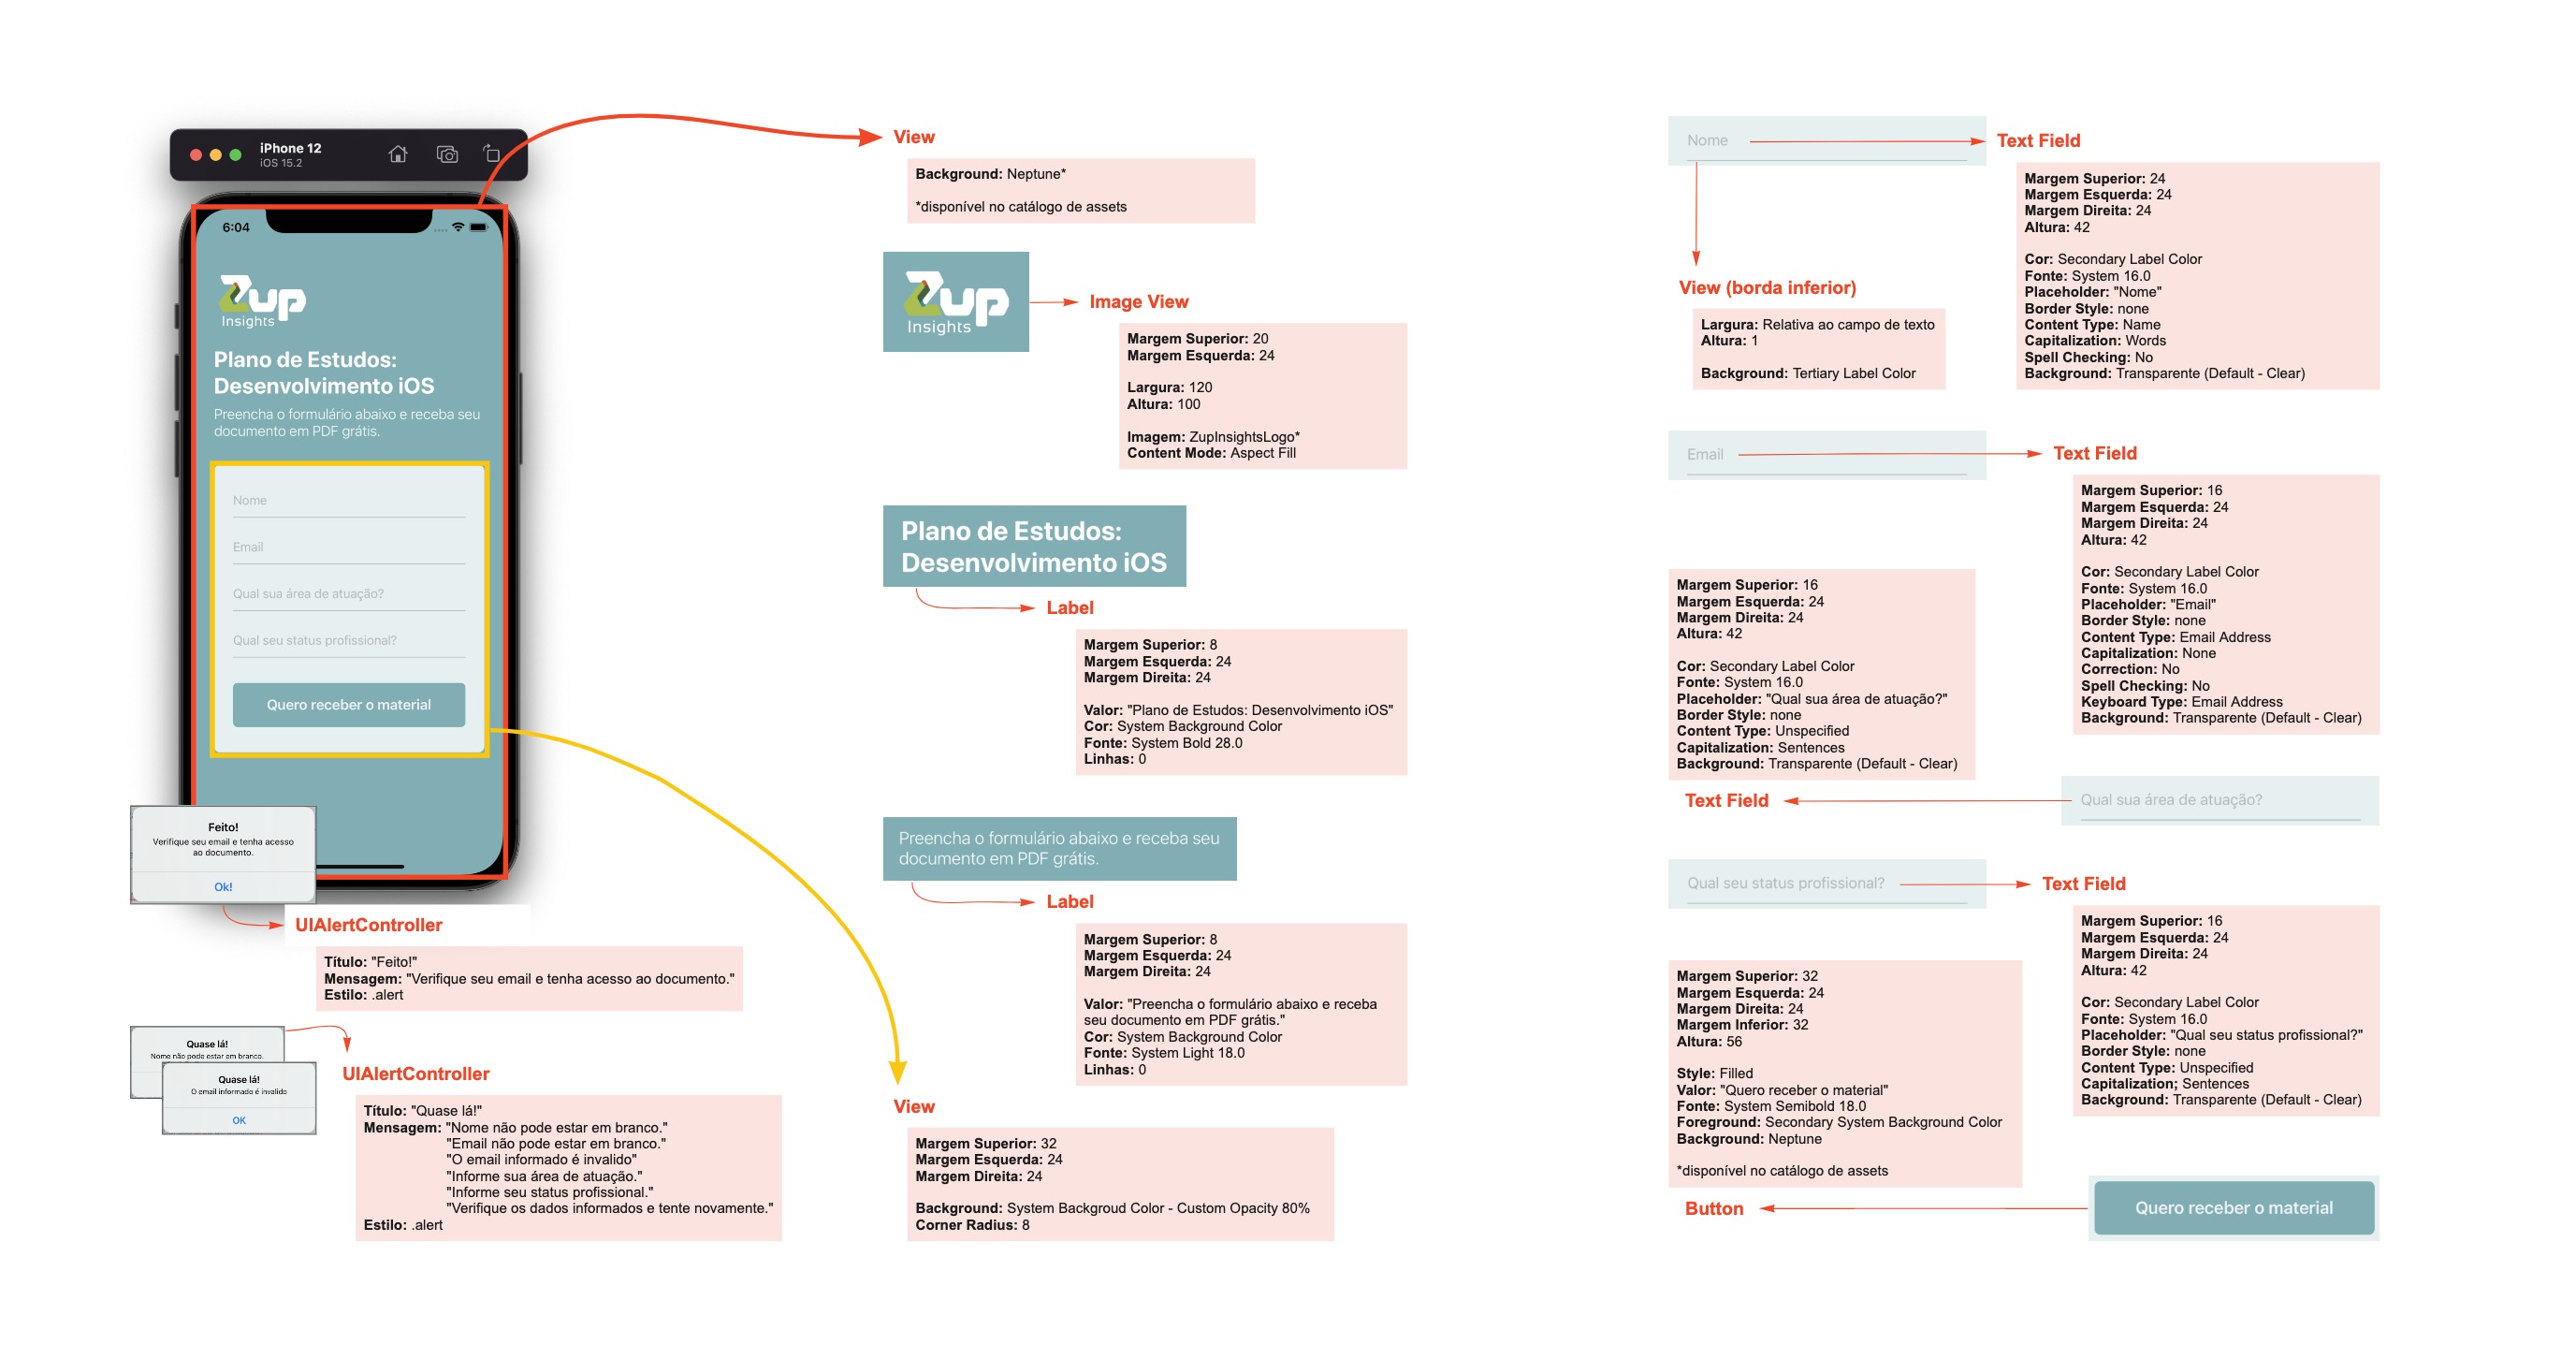 iPhone 12
iOS 15.2
6:04
Zup
Insights
Plano de Estudos:
Desenvolvimento iOS
Preencha o formulário abaixo e receba seu
documento em PDF grátis.
Nome
Email
Qual sua área de atuação?
Qual seu status profissional?
Quero receber o material
Feito!
Verifique seu email e tenha acesso
ao documento.
Ok!
UIAlertController
Título: "Feito!"
Mensagem: "Verifique seu email e tenha acesso ao documento."
Estilo: .alert
Quase lá!
Nome não pode estar em branco.
Quase lá!
O email informado é invalido
OK
UIAlertController
Título: "Quase lá!"
Mensagem: "Nome não pode estar em branco."
"Email não pode estar em branco."
"O email informado é invalido"
"Informe sua área de atuação."
"Informe seu status profissional."
"Verifique os dados informados e tente novamente."
Estilo: .alert
View
Background: Neptune*
*disponível no catálogo de assets
Zup
Insights
Image View
Margem Superior: 20
Margem Esquerda: 24
Largura: 120
Altura: 100
Imagem: ZupInsightsLogo*
Content Mode: Aspect Fill
Plano de Estudos:
Desenvolvimento iOS
Label
Margem Superior: 8
Margem Esquerda: 24
Margem Direita: 24
Valor: "Plano de Estudos: Desenvolvimento iOS"
Cor: System Background Color
Fonte: System Bold 28.0
Linhas: 0
Preencha o formulário abaixo e receba seu
documento em PDF grátis.
Label
Margem Superior: 8
Margem Esquerda: 24
Margem Direita: 24
Valor: "Preencha o formulário abaixo e receba
seu documento em PDF grátis."
Cor: System Background Color
Fonte: System Light 18.0
Linhas: 0
View
Margem Superior: 32
Margem Esquerda: 24
Margem Direita: 24
Background: System Backgroud Color - Custom Opacity 80%
Corner Radius: 8
Nome
Text Field
Margem Superior: 24
Margem Esquerda: 24
Margem Direita: 24
Altura: 42
Cor: Secondary Label Color
Fonte: System 16.0
Placeholder: "Nome"
Border Style: none
Content Type: Name
Capitalization: Words
Spell Checking: No
Background: Transparente (Default - Clear)
View (borda inferior)
Largura: Relativa ao campo de texto
Altura: 1
Background: Tertiary Label Color
Email
Text Field
Margem Superior: 16
Margem Esquerda: 24
Margem Direita: 24
Altura: 42
Cor: Secondary Label Color
Fonte: System 16.0
Placeholder: "Email"
Border Style: none
Content Type: Email Address
Capitalization: None
Correction: No
Spell Checking: No
Keyboard Type: Email Address
Background: Transparente (Default - Clear)
Margem Superior: 16
Margem Esquerda: 24
Margem Direita: 24
Altura: 42
Cor: Secondary Label Color
Fonte: System 16.0
Placeholder: "Qual sua área de atuação?"
Border Style: none
Content Type: Unspecified
Capitalization: Sentences
Background: Transparente (Default - Clear)
Text Field
Qual sua área de atuação?
Qual seu status profissional?
Text Field
Margem Superior: 16
Margem Esquerda: 24
Margem Direita: 24
Altura: 42
Cor: Secondary Label Color
Fonte: System 16.0
Placeholder: "Qual seu status profissional?"
Border Style: none
Content Type: Unspecified
Capitalization; Sentences
Background: Transparente (Default - Clear)
Margem Superior: 32
Margem Esquerda: 24
Margem Direita: 24
Margem Inferior: 32
Altura: 56
Style: Filled
Valor: "Quero receber o material"
Fonte: System Semibold 18.0
Foreground: Secondary System Background Color
Background: Neptune
*disponível no catálogo de assets
Button
Quero receber o material